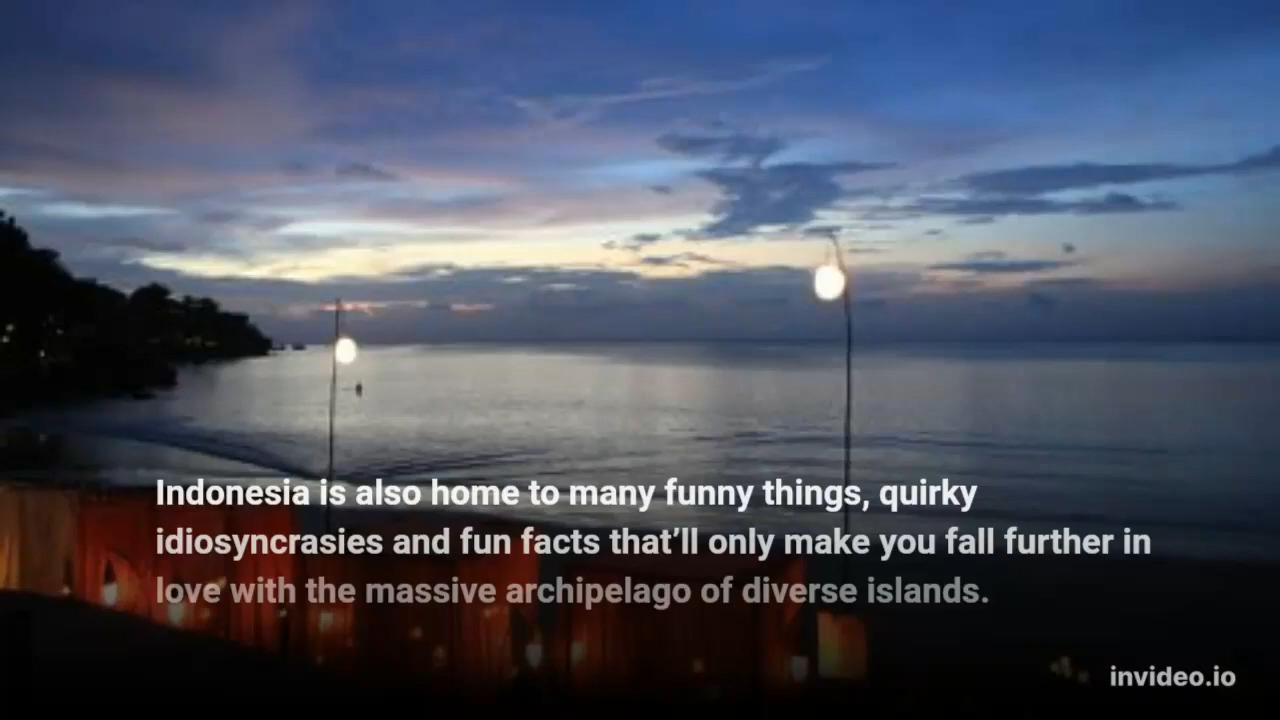 Indonesia is also home to many funny things, quirky
idiosyncrasies and fun facts that’ll only make you fall further in
love with the massive archipelago of diverse islands.
invideo.io